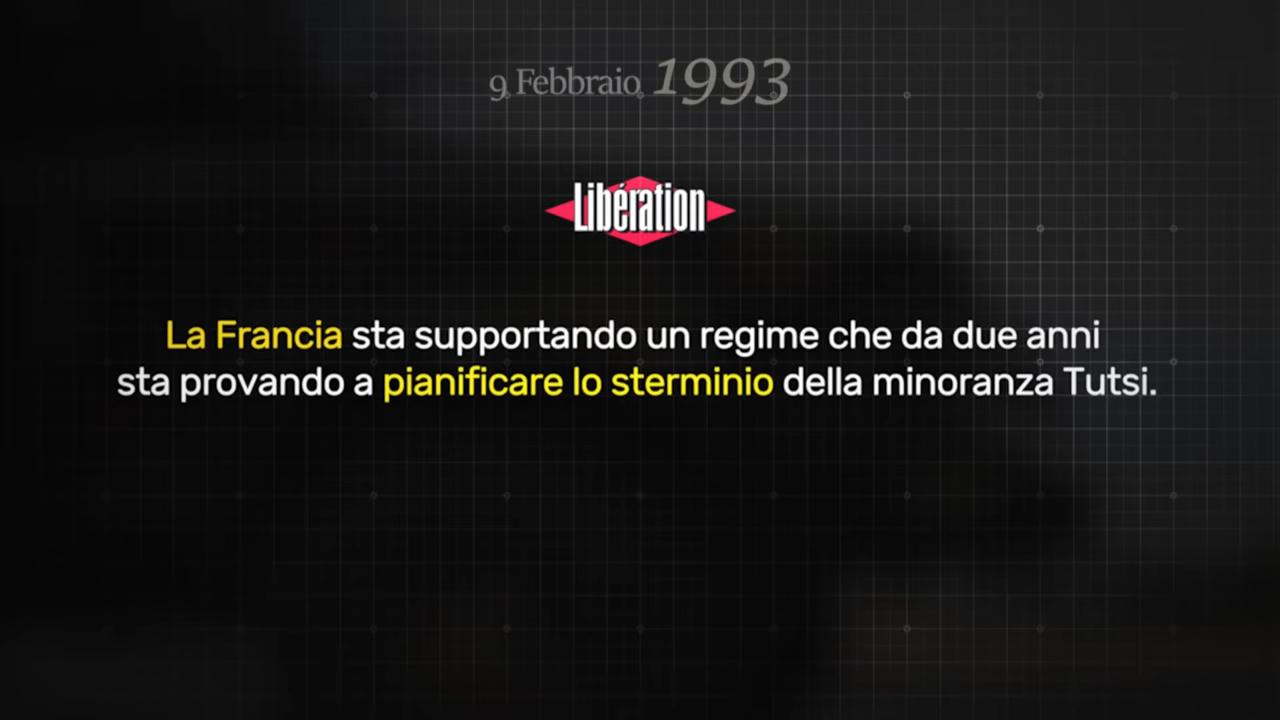 9 Febbraio 1993
Libération
La Francia sta supportando un regime che da due anni
sta provando a pianificare lo sterminio della minoranza Tutsi.